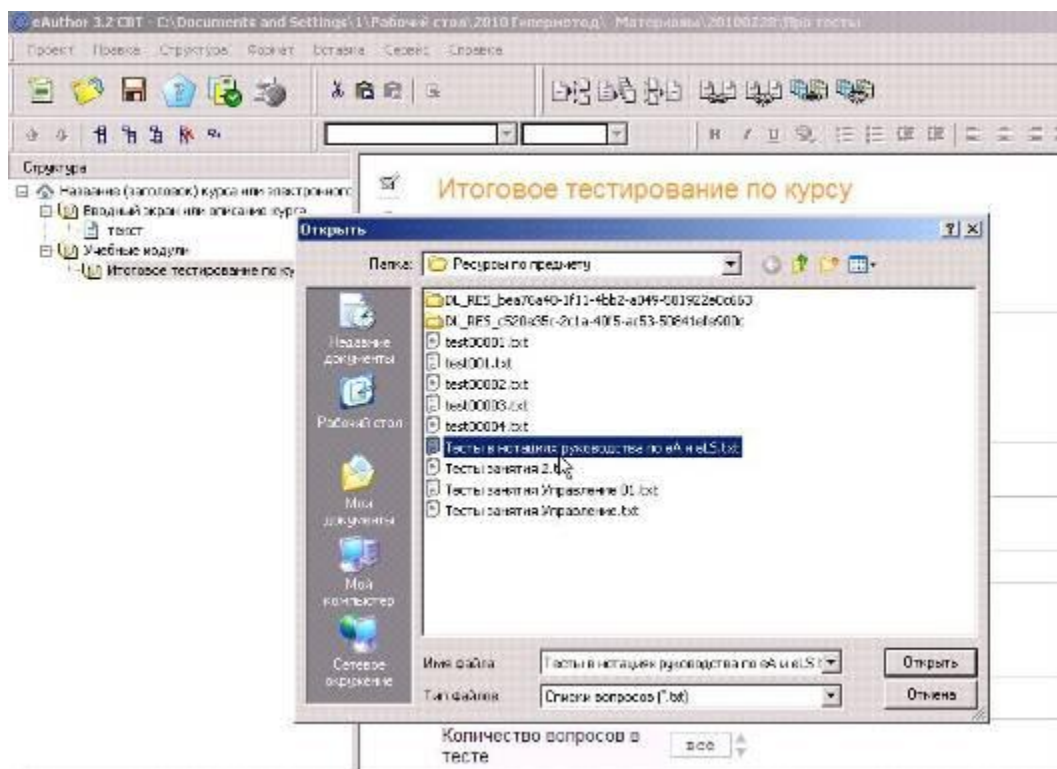 eAuthor 3.2 CBT - C:\Documents and Settings\1\Рабочий стол\2010 Гиперметод\ Материалы\20100228\При тесты
Проект Правка Структура Формат Вставка Сервис Справка
Структура
Название (заголовок) курса или электронного
Вводный экран или описание курса
текст
Учебные модули
Итоговое тестирование по ку
Итоговое тестирование по курсу
Открыть
Папка: Ресурсы по предмету
test00001.txt
test001.txt
test00002.txt
test00003.txt
test00004.txt
Тесты в нотациях руководства по eA и eLS.txt
Тесты занятия 2.t
Тесты занятия Управление 01.txt
Тесты занятия Управление.txt
Недавние документы
Рабочий стол
Мои документы
Мой компьютер
Сетевое окружение
Имя файла: Тесты в нотациях руководства по eA и eLS.t
Открыть
Тип файлов: Списки вопросов (*.txt)
Отмена
Количество вопросов в
тесте
все